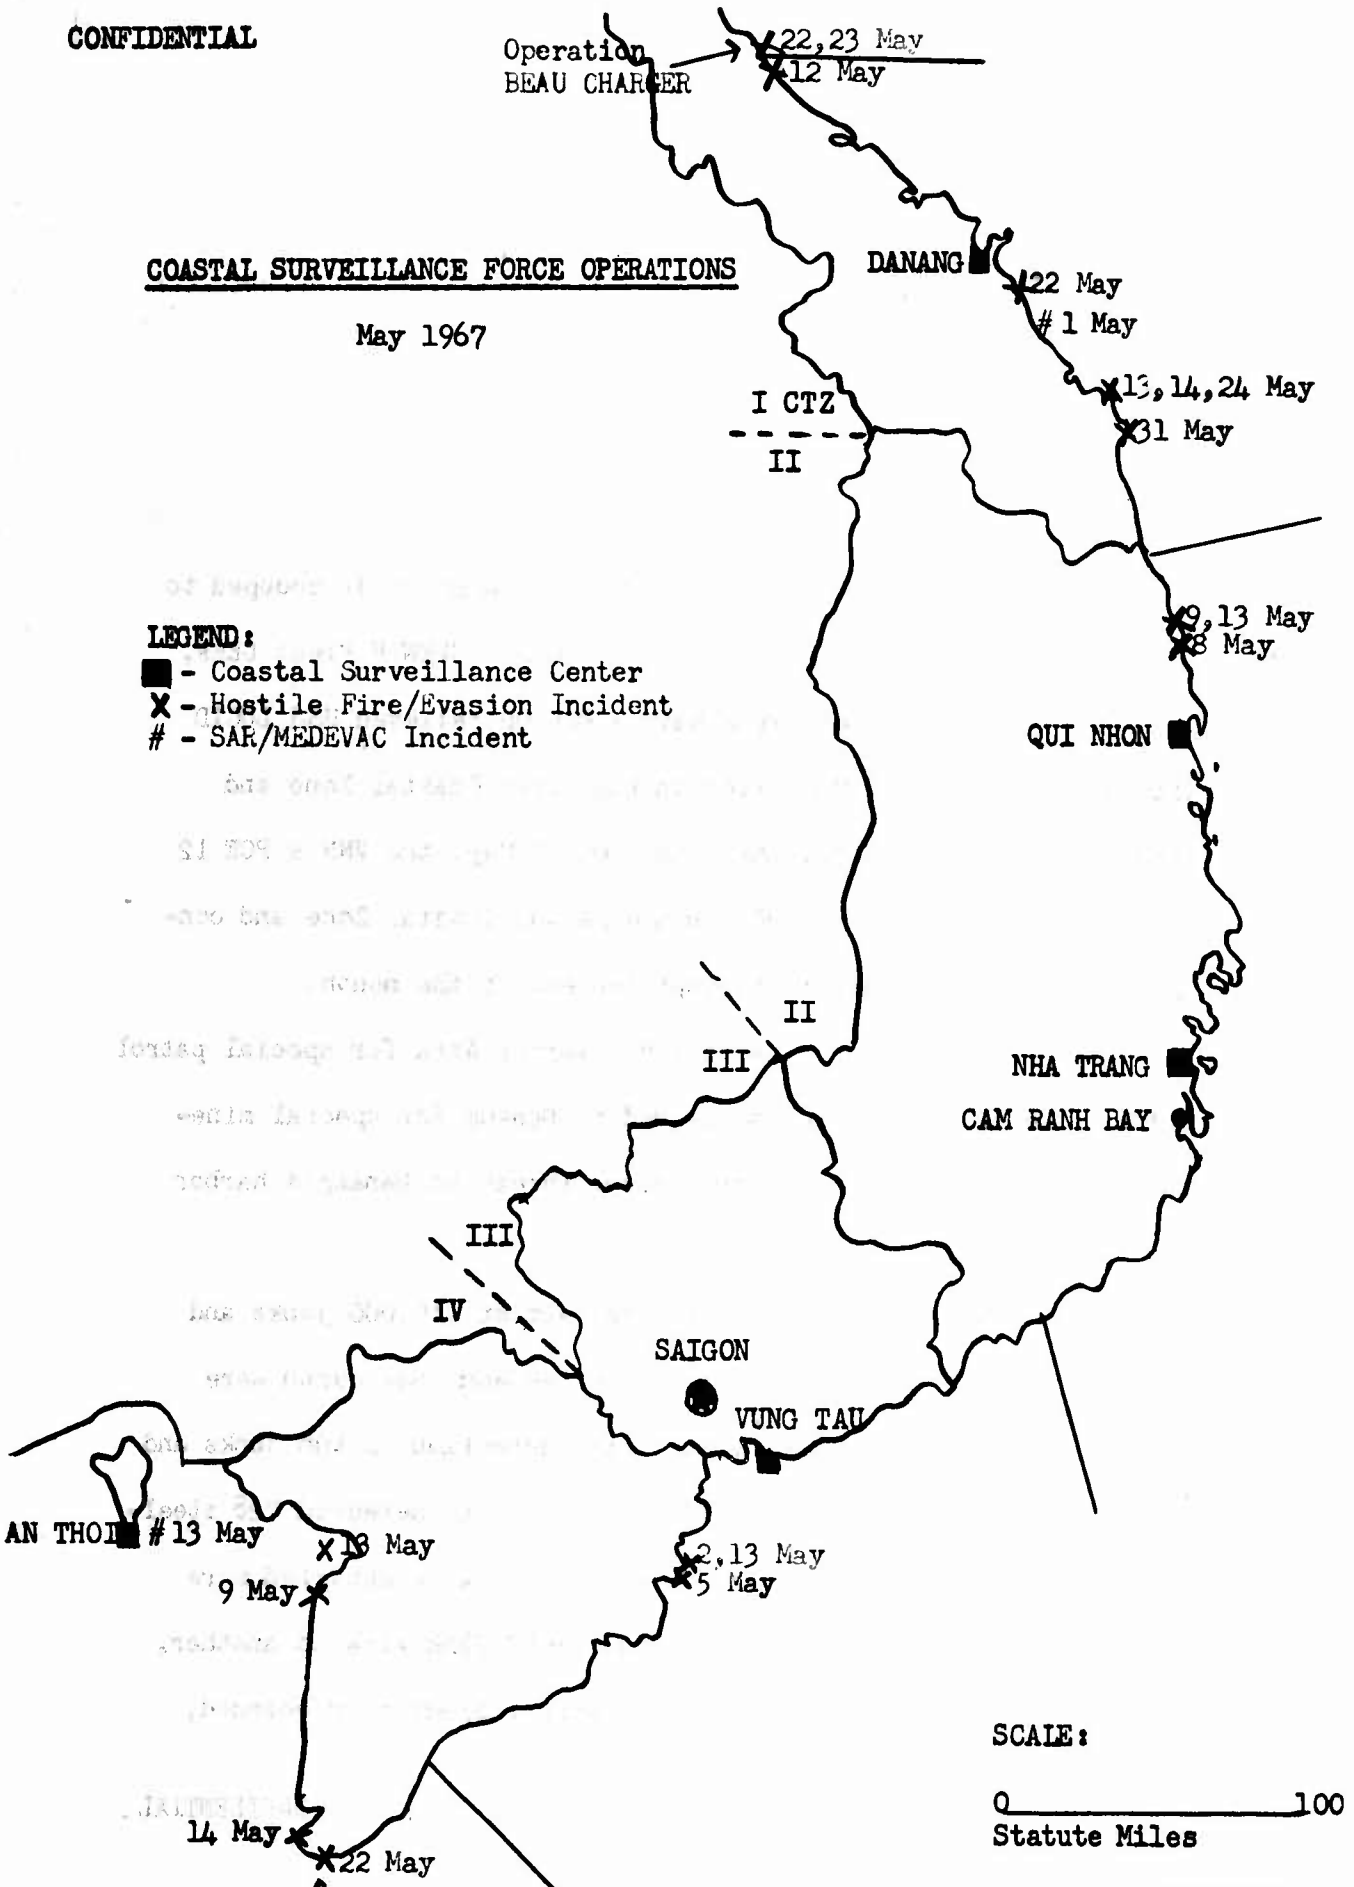 CONFIDENTIAL
Operation
BEAU CHARGER
22,23 May
12 May
COASTAL SURVEILLANCE FORCE OPERATIONS
May 1967
DANANG
22 May
# 1 May
13,14,24 May
31 May
I CTZ
II
9,13 May
8 May
LEGEND:
- Coastal Surveillance Center
X - Hostile Fire/Evasion Incident
# - SAR/MEDEVAC Incident
QUI NHON
II
III
NHA TRANG
CAM RANH BAY
III
IV
SAIGON
VUNG TAU
AN THOI # 13 May
May
9 May
2,13 May
5 May
14 May
22 May
SCALE:
0 100
Statute Miles